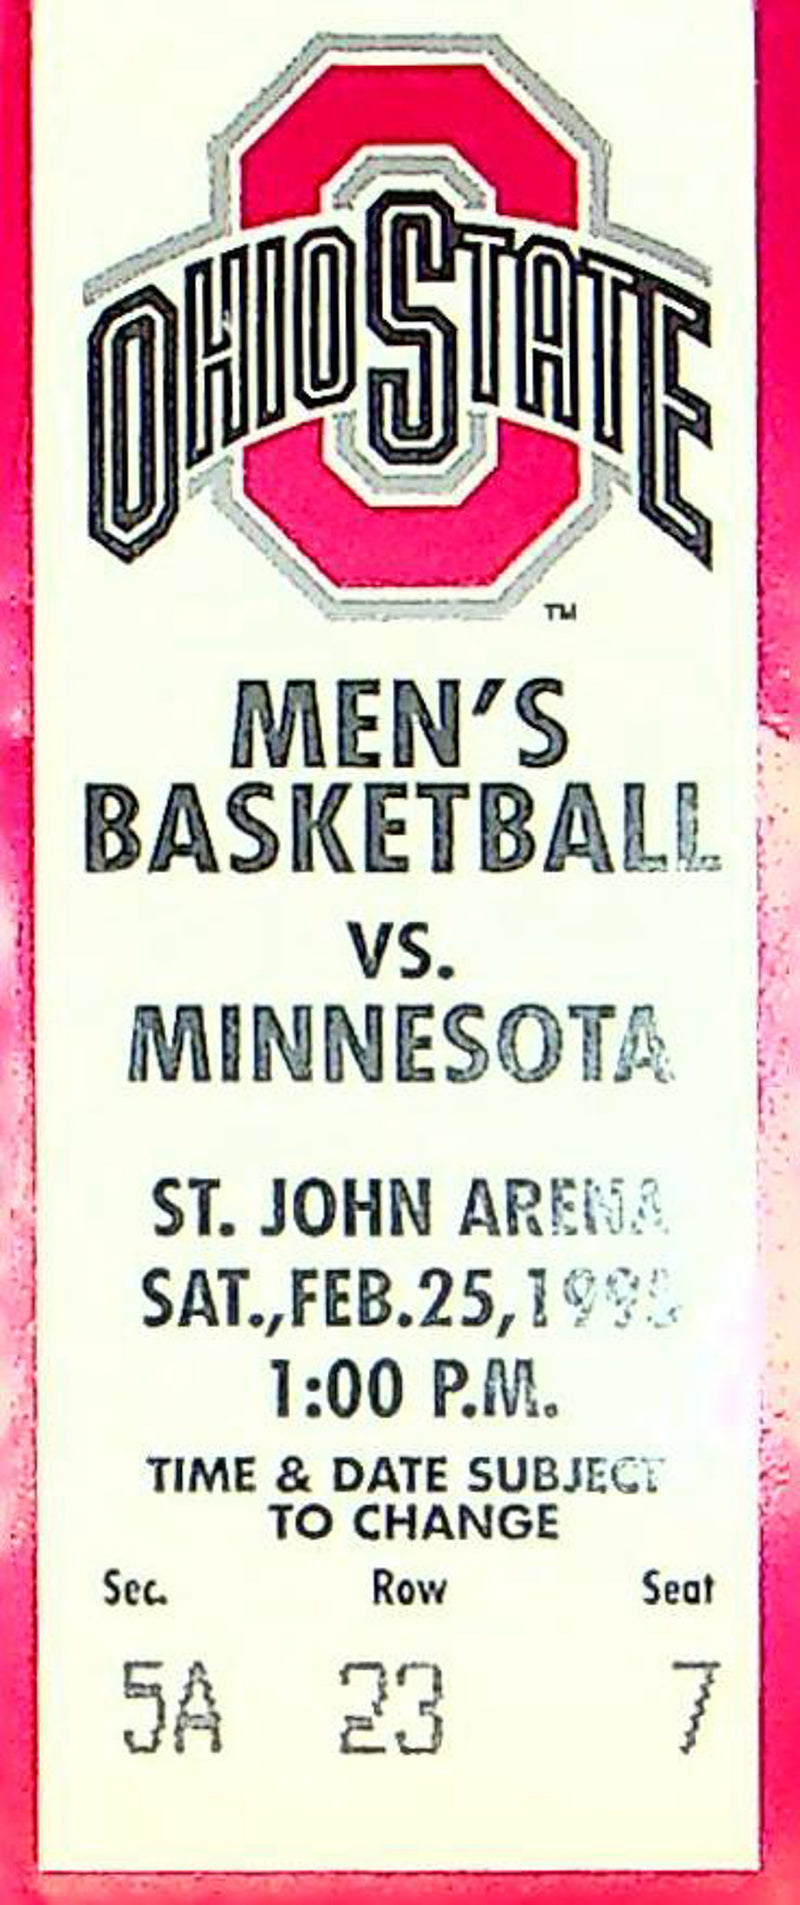 OHIO STATE
TM
MEN'S
BASKETBALL
VS.
MINNESOTA
ST. JOHN ARENA
SAT.,FEB.25,1995
1:00 P.M.
TIME & DATE SUBJECT
TO CHANGE
Sec. Row Seat
5A 23 7